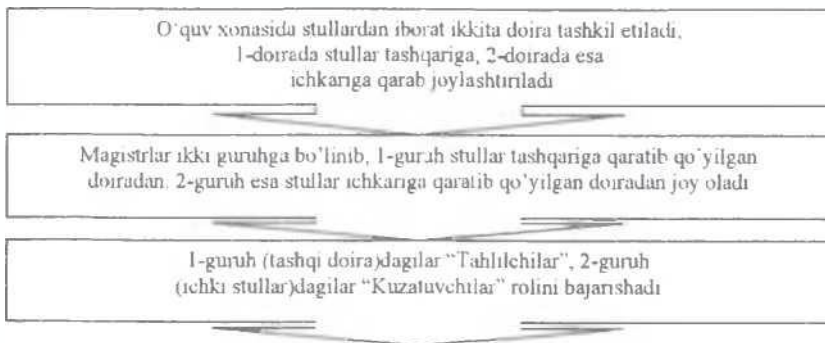 O‘quv xonasida stullardan iborat ikkita doira tashkil etiladi.
1-doirada stullar tashqariga, 2-doirada esa
ichkariga qarab joylashtiriladi
Magistrlar ikki guruhga bo’linib, 1-guruh stullar tashqariga qaratib qo‘yilgan
doiradan. 2-guruh esa stullar ichkariga qaratib qo’yilgan doiradan joy oladi
1-guruh (tashqi doira)dagilar “Tahlilchilar”, 2-guruh
(ichki stullar)dagilar “Kuzatuvchilar” rolini bajarishadi